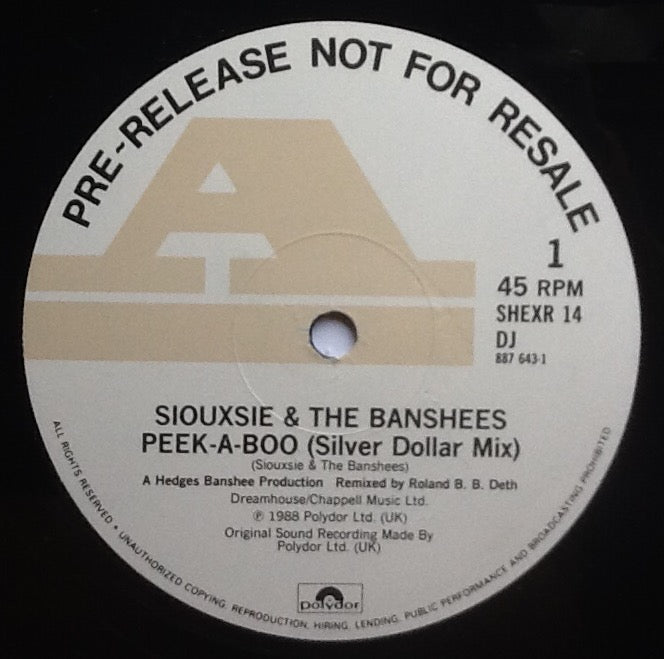 PRE-RELEASE NOT FOR RESALE
A
1
45 RPM
SHEXR 14
DJ
887 643-1
SIOUXSIE & THE BANSHEES
PEEK-A-BOO (Silver Dollar Mix)
(Siouxsie & The Banshees)
A Hedges Banshee Production Remixed by Roland B. B. Deth
Dreamhouse/Chappell Music Ltd.
℗ 1988 Polydor Ltd. (UK)
Original Sound Recording Made By
Polydor Ltd. (UK)
ALL RIGHTS RESERVED • UNAUTHORIZED COPYING, REPRODUCTION, HIRING, LENDING, PUBLIC PERFORMANCE AND BROADCASTING PROHIBITED
polydor